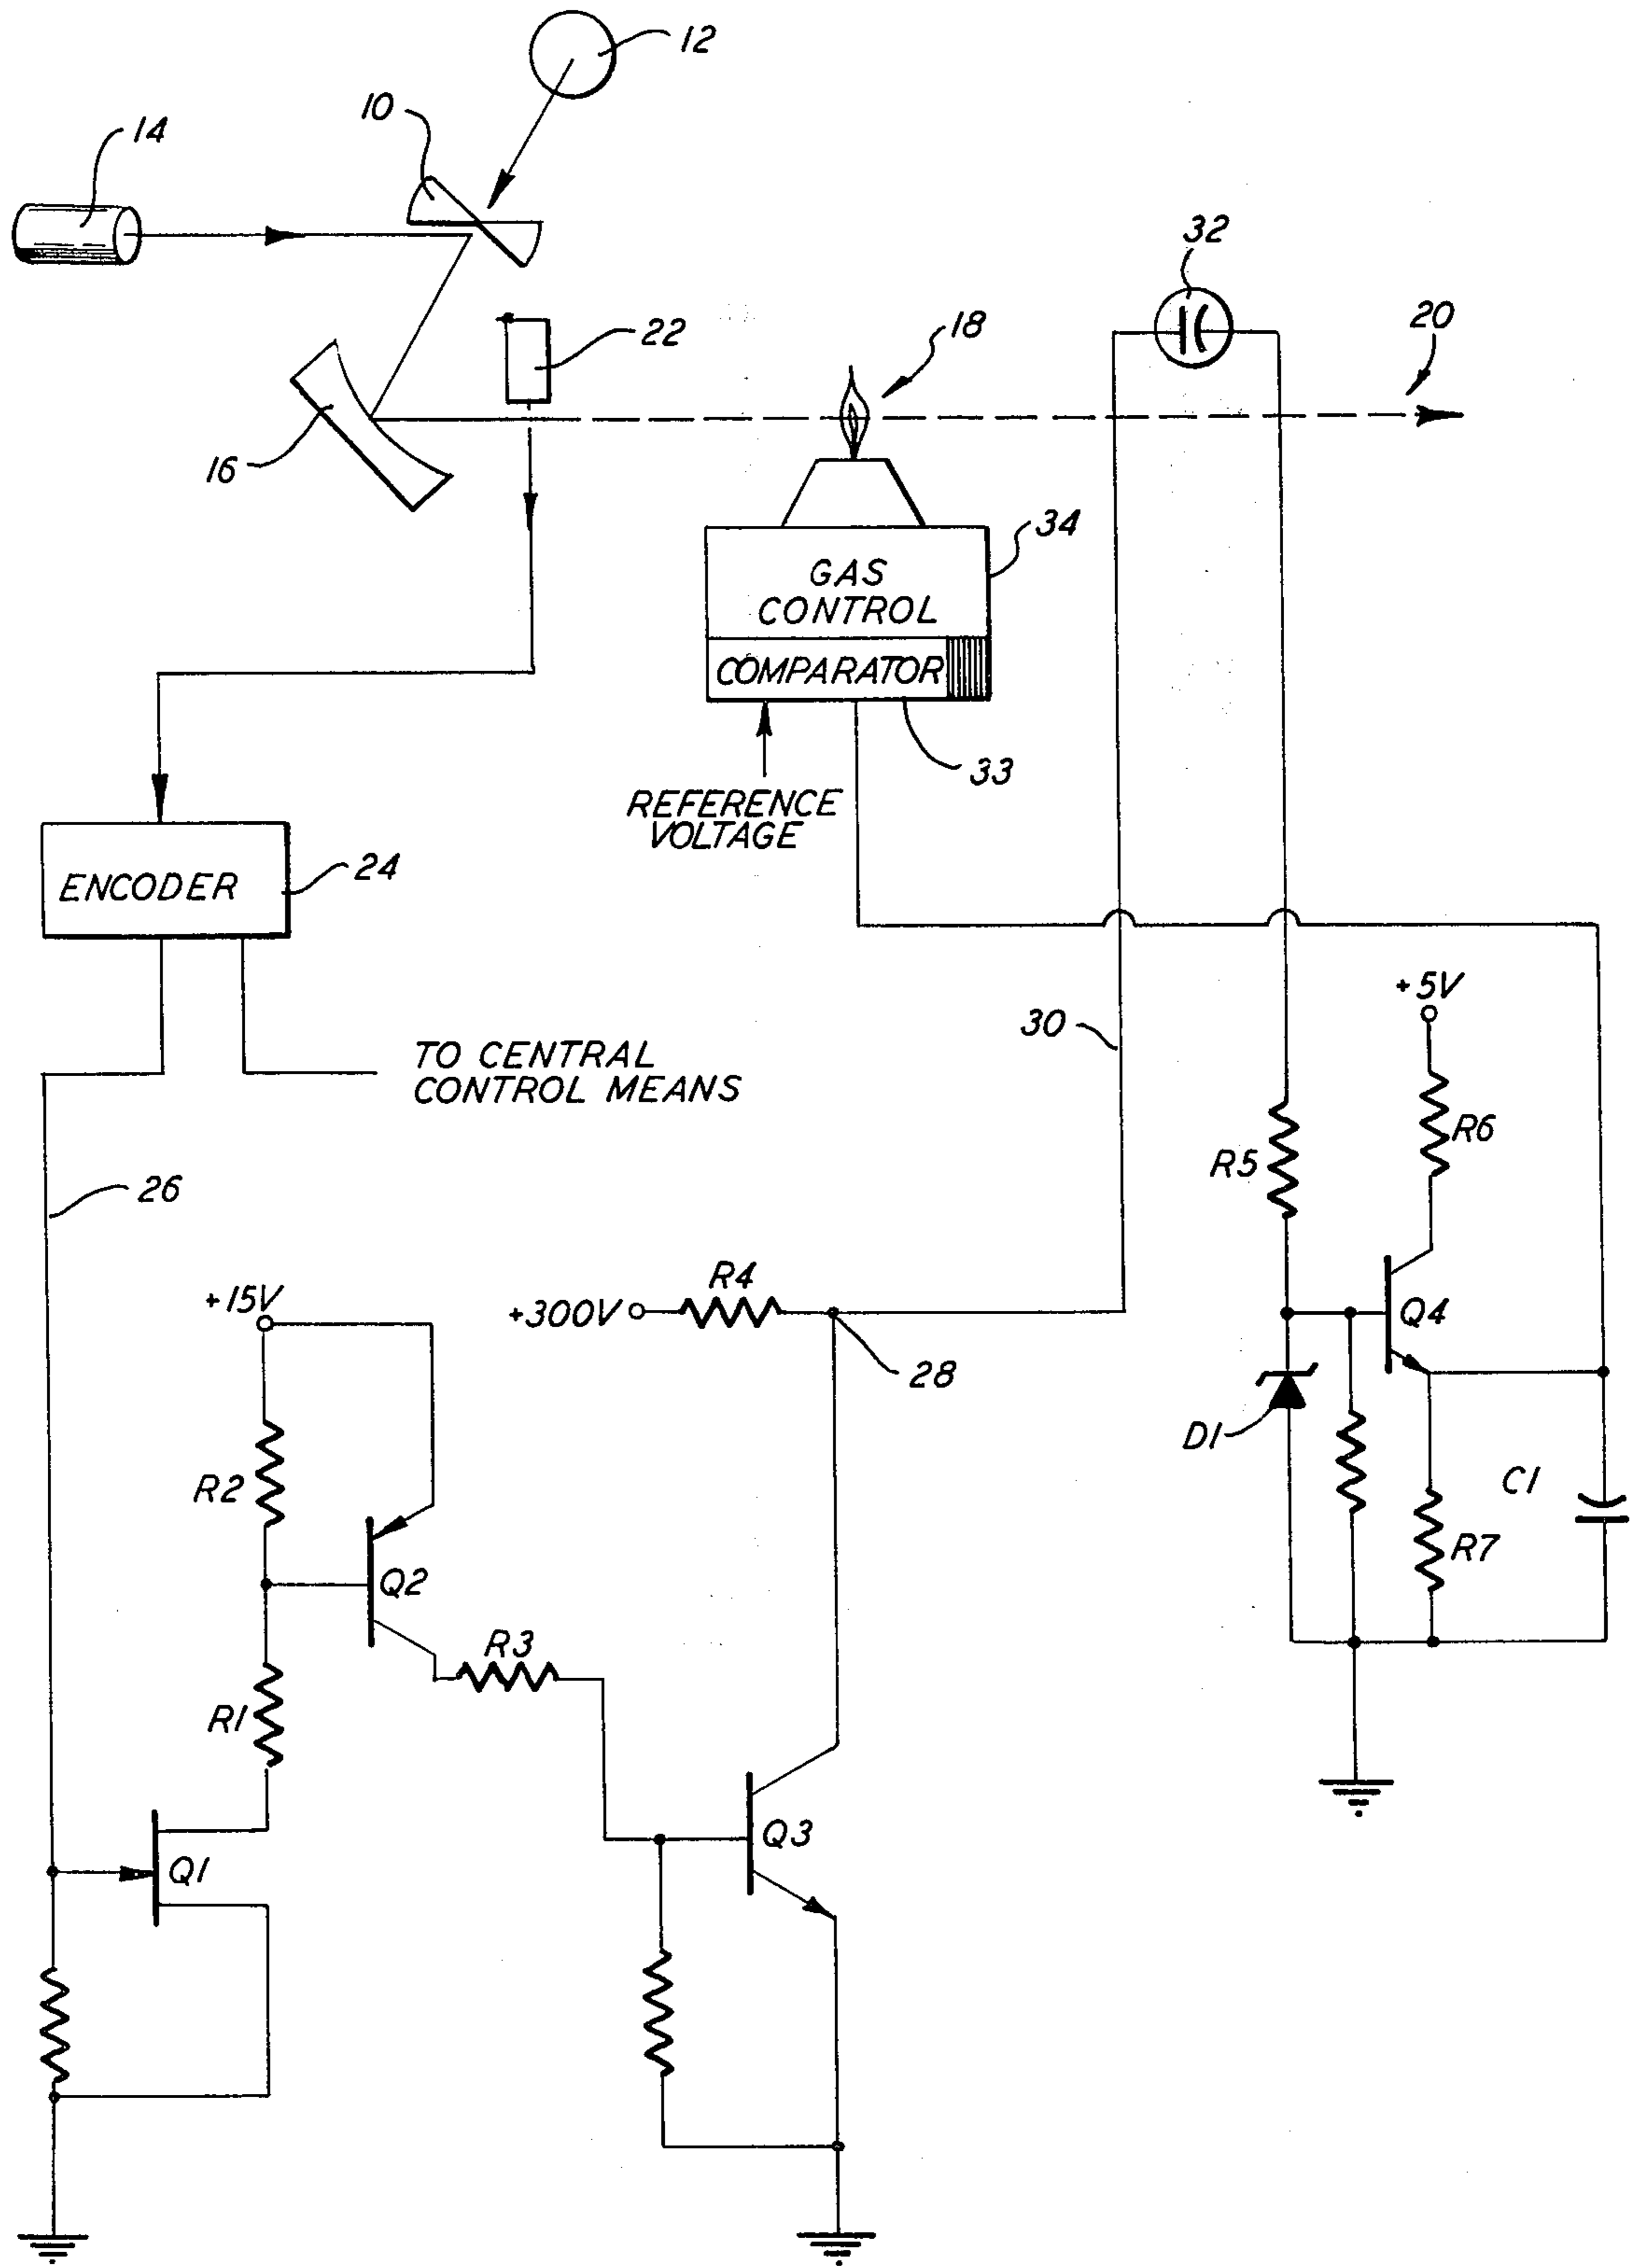 12
10
14
32
22
18
20
16
34
GAS
CONTROL
COMPARATOR
33
REFERENCE
VOLTAGE
ENCODER
24
+5V
30
TO CENTRAL
CONTROL MEANS
R6
R5
26
R4
+15V
+300V
Q4
28
D1
R2
C1
R7
Q2
R3
R1
Q3
Q1